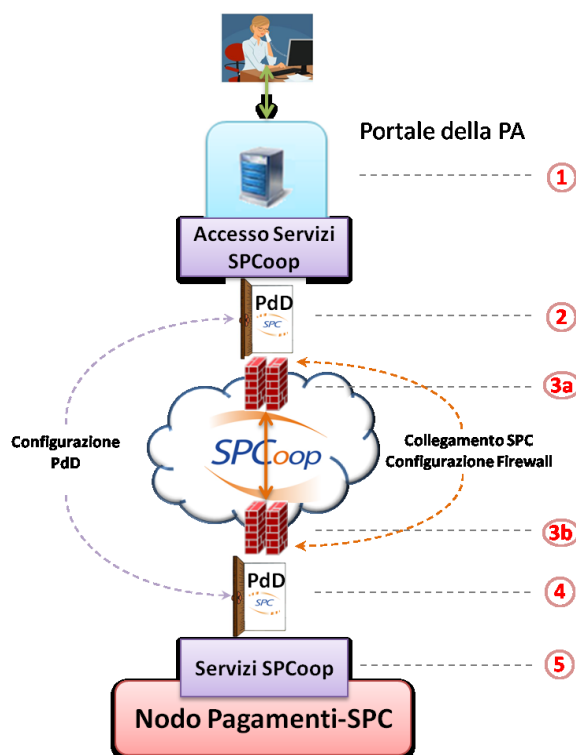 Portale della PA
1
Accesso Servizi
SPCoop
PdD
SPC
2
3a
Configurazione
PdD
SPCoop
Collegamento SPC
Configurazione Firewall
3b
PdD
SPC
4
Servizi SPCoop
5
Nodo Pagamenti-SPC